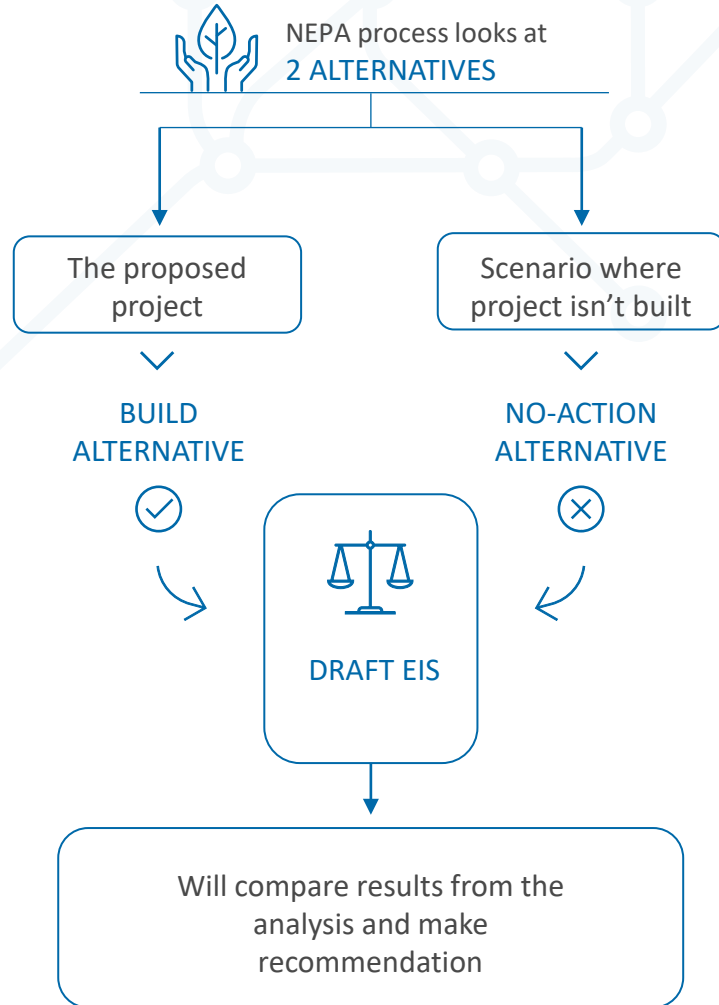 NEPA process looks at
2 ALTERNATIVES
The proposed
project
Scenario where
project isn’t built
BUILD
ALTERNATIVE
NO-ACTION
ALTERNATIVE
DRAFT EIS
Will compare results from the
analysis and make
recommendation